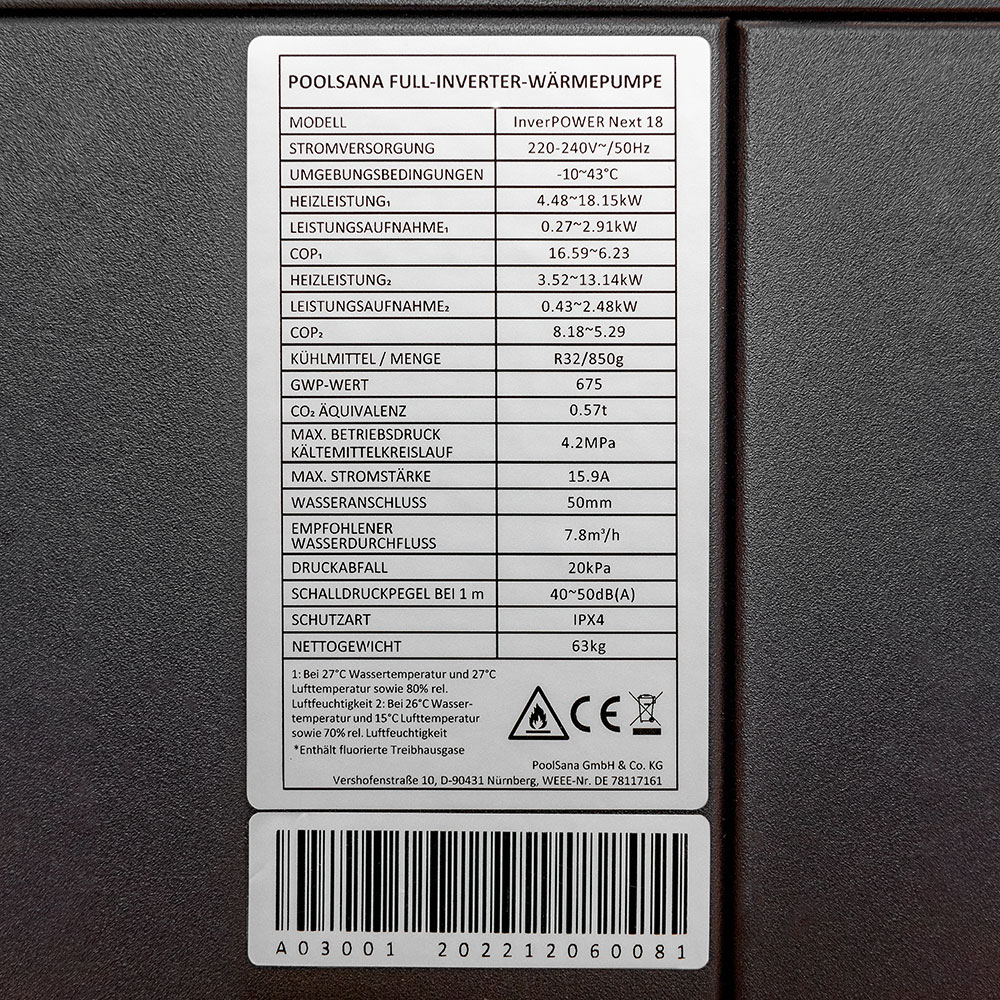 POOLSANA FULL-INVERTER-WÄRMEPUMPE
MODELL InverPOWER Next 18
STROMVERSORGUNG 220-240V~/50Hz
UMGEBUNGSBEDINGUNGEN -10~43°C
HEIZLEISTUNG₁ 4.48~18.15kW
LEISTUNGSAUFNAHME₁ 0.27~2.91kW
COP₁ 16.59~6.23
HEIZLEISTUNG₂ 3.52~13.14kW
LEISTUNGSAUFNAHME₂ 0.43~2.48kW
COP₂ 8.18~5.29
KÜHLMITTEL / MENGE R32/850g
GWP-WERT 675
CO₂ ÄQUIVALENZ 0.57t
MAX. BETRIEBSDRUCK
KÄLTEMITTELKREISLAUF 4.2MPa
MAX. STROMSTÄRKE 15.9A
WASSERANSCHLUSS 50mm
EMPFOHLENER
WASSERDURCHFLUSS 7.8m³/h
DRUCKABFALL 20kPa
SCHALLDRUCKPEGEL BEI 1 m 40~50dB(A)
SCHUTZART IPX4
NETTOGEWICHT 63kg
1: Bei 27°C Wassertemperatur und 27°C
Lufttemperatur sowie 80% rel.
Luftfeuchtigkeit 2: Bei 26°C Wasser-
temperatur und 15°C Lufttemperatur
sowie 70% rel. Luftfeuchtigkeit
*Enthält fluorierte Treibhausgase
CE
PoolSana GmbH & Co. KG
Vershofenstraße 10, D-90431 Nürnberg, WEEE-Nr. DE 78117161
A03001 202212060081